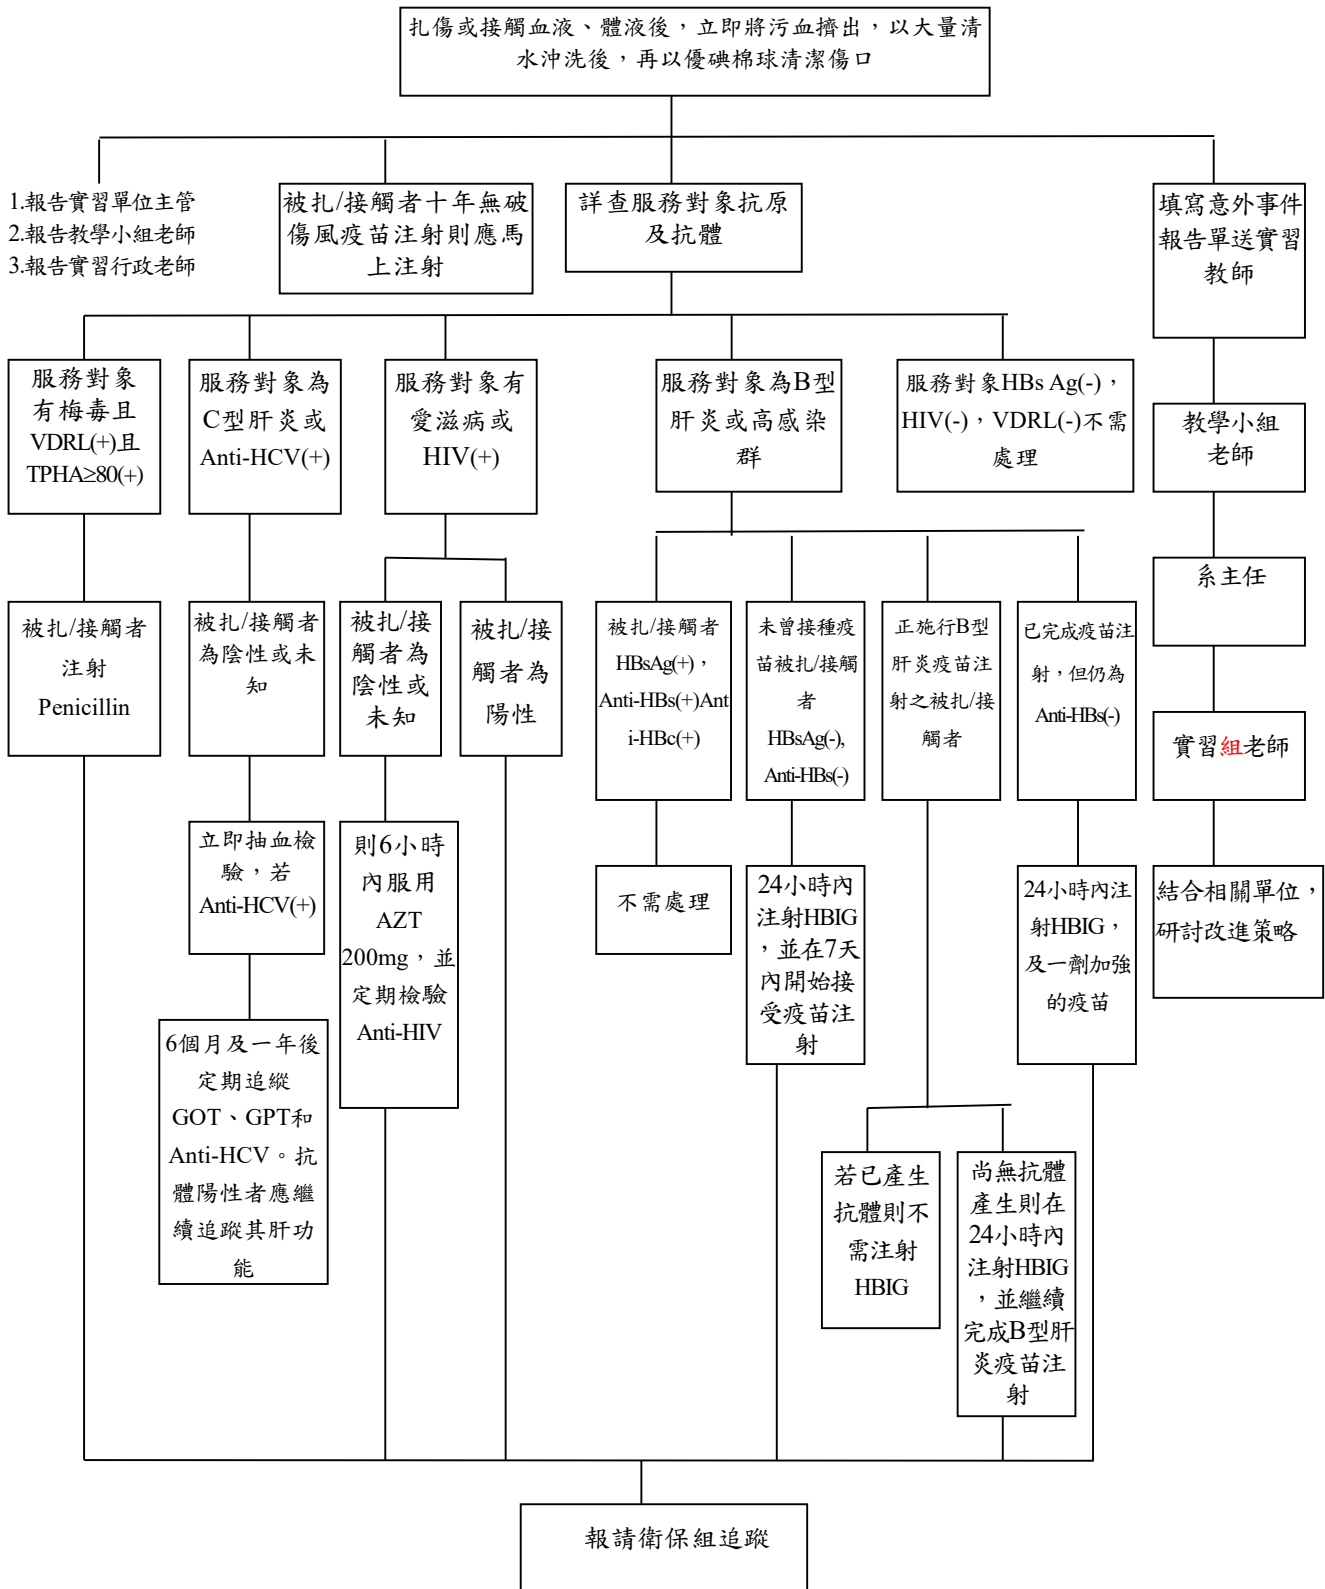 扎傷或接觸血液、體液後，立即將污血擠出，以大量清
水沖洗後，再以優碘棉球清潔傷口
1.報告實習單位主管
2.報告教學小組老師
3.報告實習行政老師
被扎/接觸者十年無破
傷風疫苗注射則應馬
上注射
詳查服務對象抗原
及抗體
填寫意外事件
報告單送實習
教師
服務對象
有梅毒且
VDRL(+)且
TPHA≥80(+)
服務對象為
C型肝炎或
Anti-HCV(+)
服務對象有
愛滋病或
HIV(+)
服務對象為B型
肝炎或高感染
群
服務對象HBs Ag(-)，
HIV(-)，VDRL(-)不需
處理
教學小組
老師
系主任
被扎/接觸者
注射
Penicillin
被扎/接觸者
為陰性或未
知
被扎/接
觸者為
陰性或
未知
被扎/接
觸者為
陽性
被扎/接觸者
HBsAg(+)，
Anti-HBs(+)Ant
i-HBc(+)
未曾接種疫
苗被扎/接觸
者
HBsAg(-),
Anti-HBs(-)
正施行B型
肝炎疫苗注
射之被扎/接
觸者
已完成疫苗注
射，但仍為
Anti-HBs(-)
實習組老師
立即抽血檢
驗，若
Anti-HCV(+)
則6小時
內服用
AZT
200mg，並
定期檢驗
Anti-HIV
不需處理
24小時內
注射HBIG
，並在7天
內開始接
受疫苗注
射
24小時內注
射HBIG，
及一劑加強
的疫苗
結合相關單位，
研討改進策略
6個月及一年後
定期追縱
GOT、GPT和
Anti-HCV。抗
體陽性者應繼
續追蹤其肝功
能
若已產生
抗體則不
需注射
HBIG
尚無抗體
產生則在
24小時內
注射HBIG
，並繼續
完成B型肝
炎疫苗注
射
報請衛保組追蹤